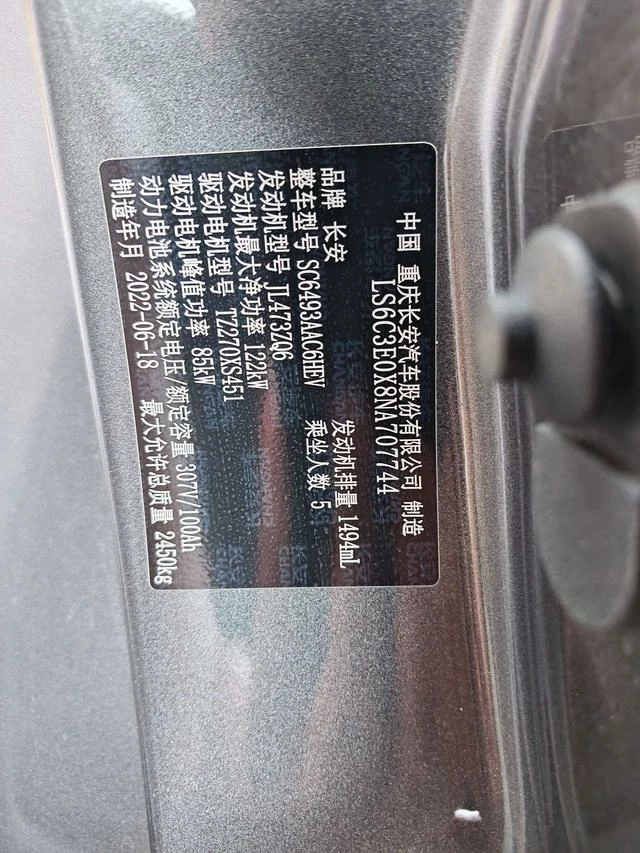 中国 重庆长安汽车股份有限公司 制造
LS6C3E0X8NA707744
品牌 长安
整车型号 SC6493AAC6HEV 乘坐人数 5
发动机型号 JL473ZQ6 发动机排量 1494mL
发动机最大净功率 122kW
驱动电机型号 TZ270XS451
驱动电机峰值功率 85kW
动力电池系统额定电压/额定容量 307V/100Ah
制造年月 2022-06-18 最大允许总质量 2450kg